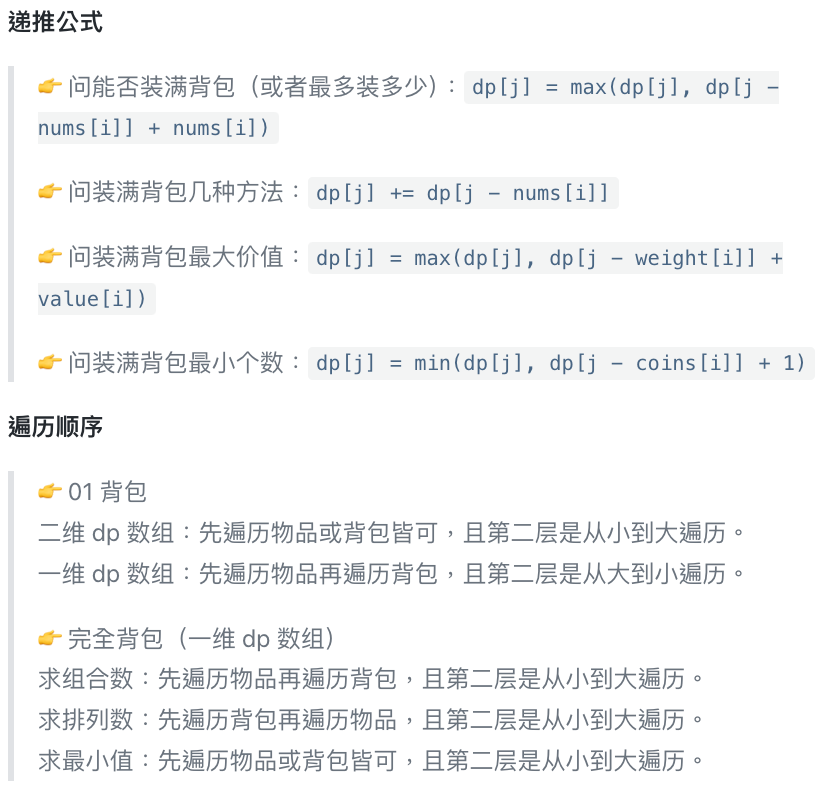 递推公式
👉 问能否装满背包（或者最多装多少）：dp[j] = max(dp[j], dp[j -
nums[i]] + nums[i])
👉 问装满背包几种方法：dp[j] += dp[j - nums[i]]
👉 问装满背包最大价值：dp[j] = max(dp[j], dp[j - weight[i]] +
value[i])
👉 问装满背包最小个数：dp[j] = min(dp[j], dp[j - coins[i]] + 1)
遍历顺序
👉 01 背包
二维 dp 数组：先遍历物品或背包皆可，且第二层是从小到大遍历。
一维 dp 数组：先遍历物品再遍历背包，且第二层是从大到小遍历。
👉 完全背包（一维 dp 数组）
求组合数：先遍历物品再遍历背包，且第二层是从小到大遍历。
求排列数：先遍历背包再遍历物品，且第二层是从小到大遍历。
求最小值：先遍历物品或背包皆可，且第二层是从小到大遍历。